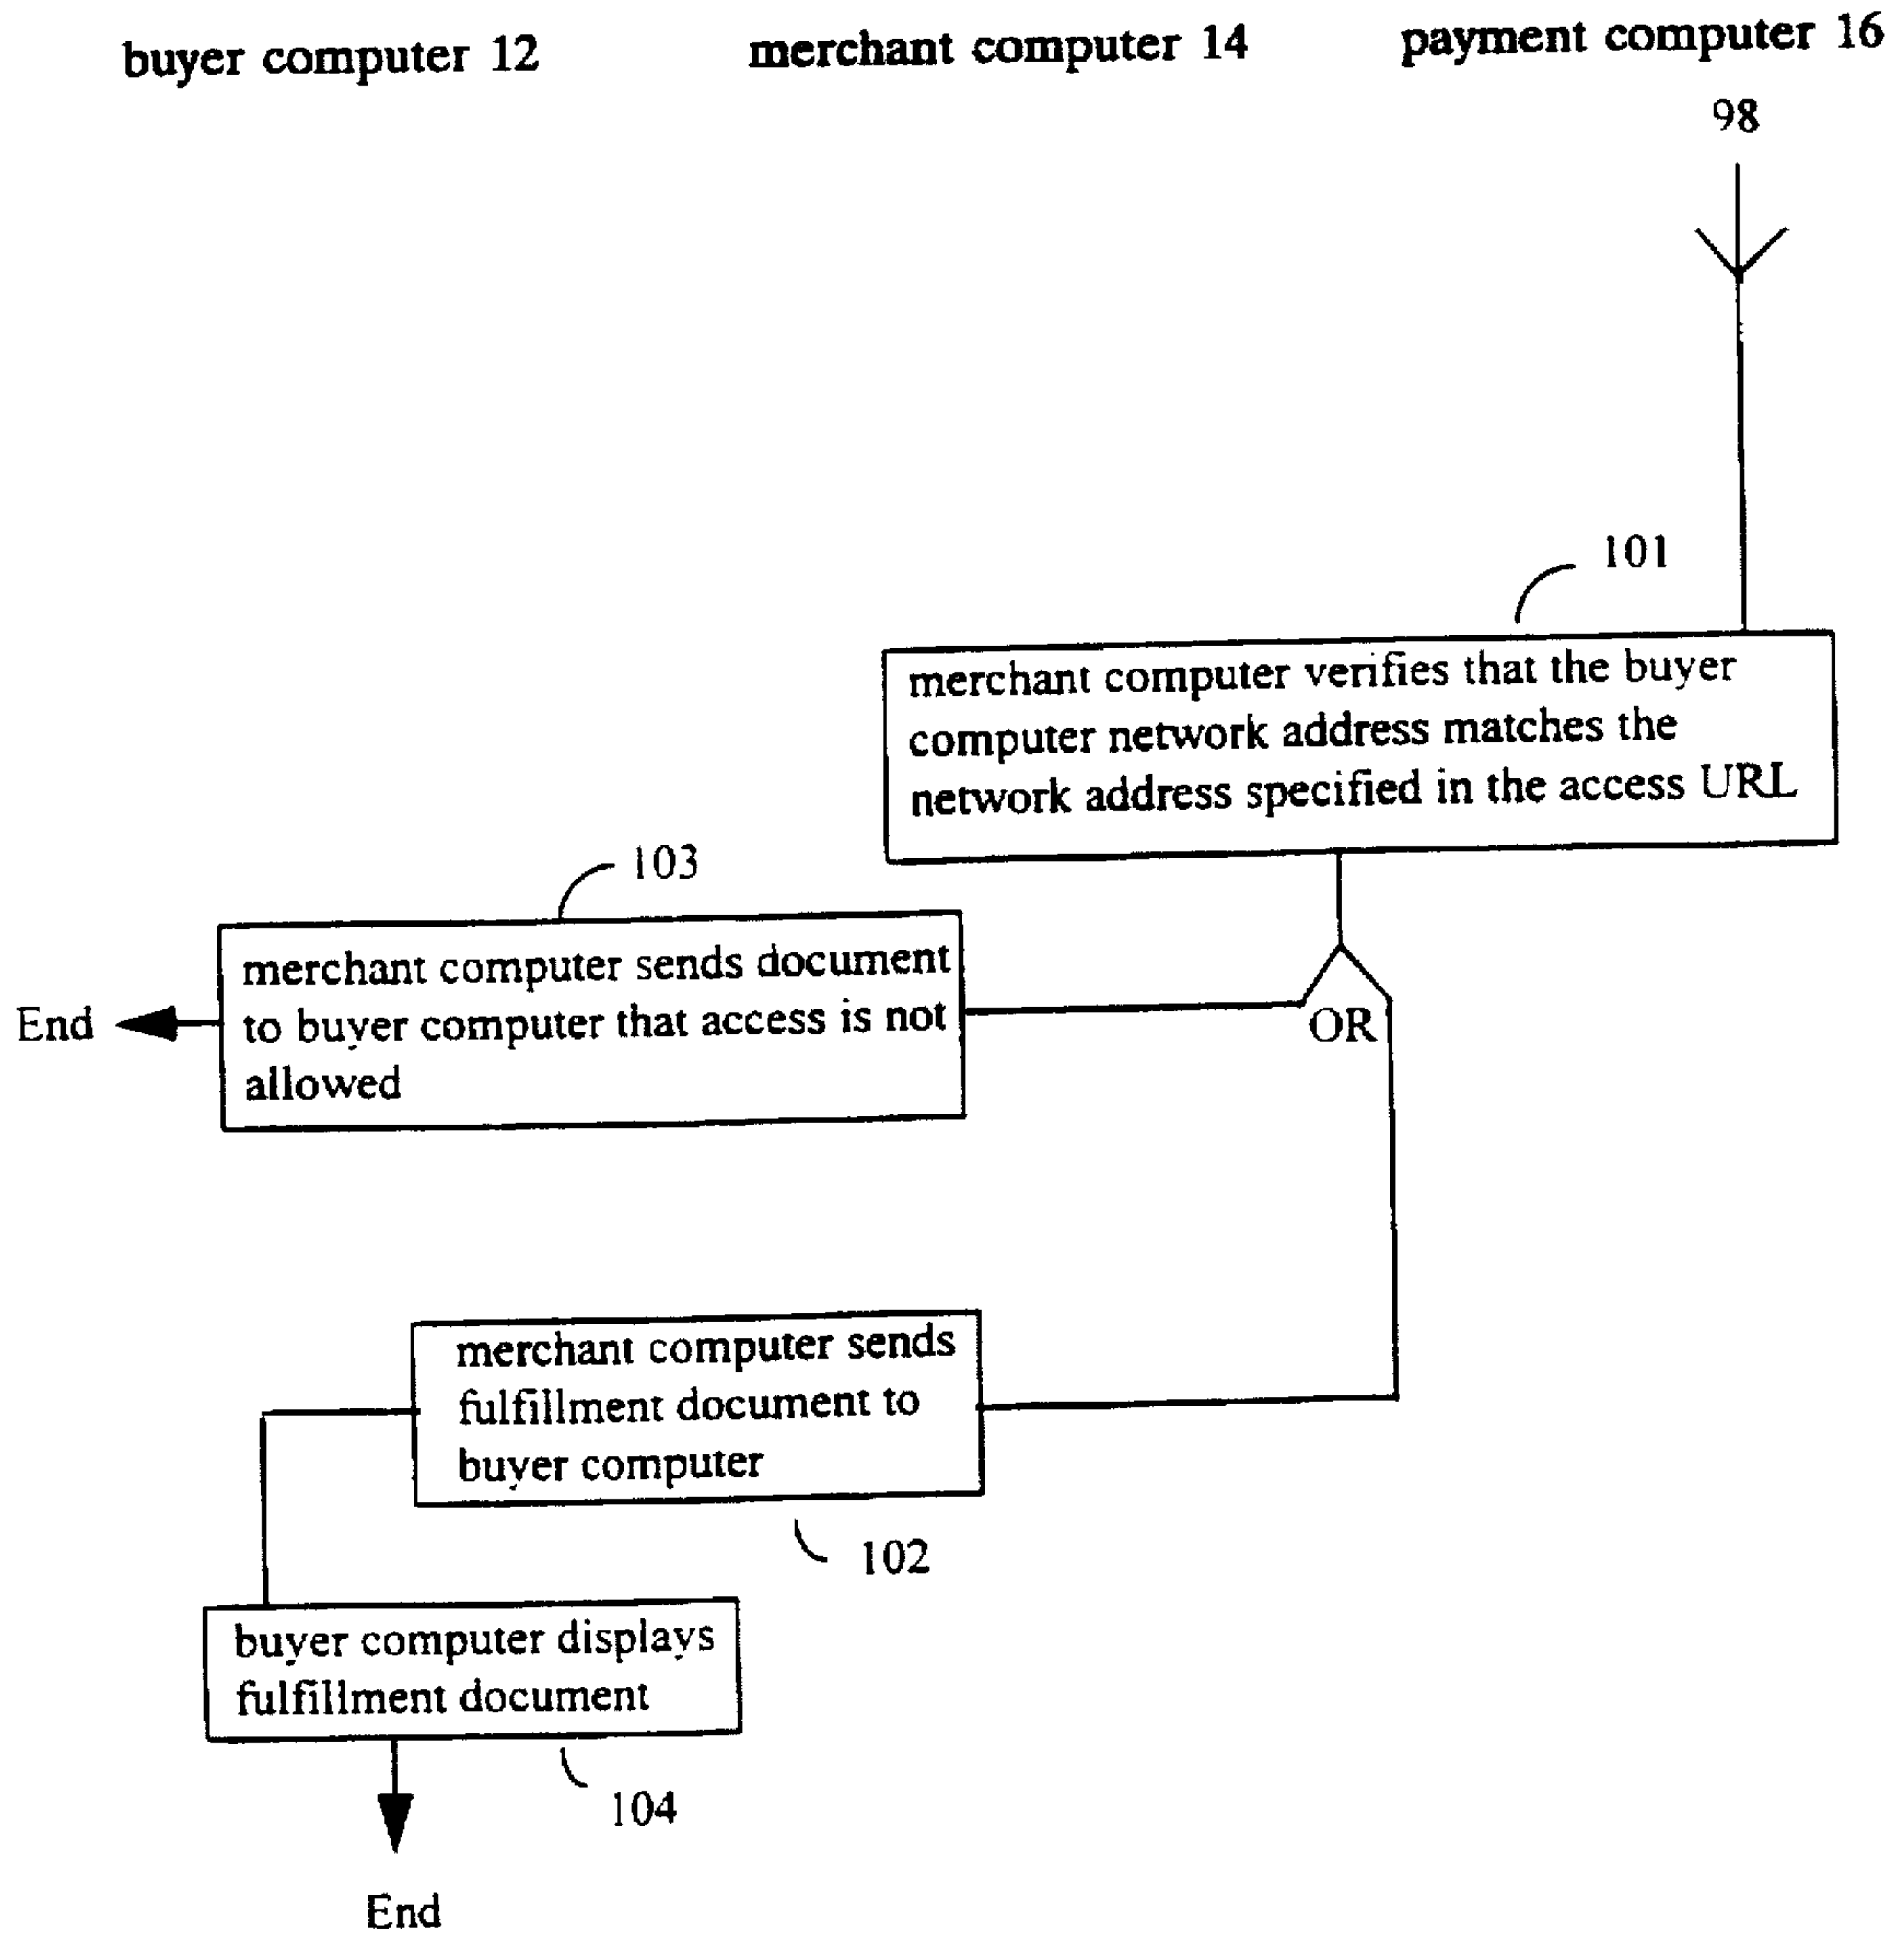 buyer computer 12
merchant computer 14
payment computer 16
98
101
merchant computer verifies that the buyer
computer network address matches the
network address specified in the access URL
103
merchant computer sends document
to buyer computer that access is not
allowed
End
OR
merchant computer sends
fulfillment document to
buyer computer
102
buyer computer displays
fulfillment document
104
End